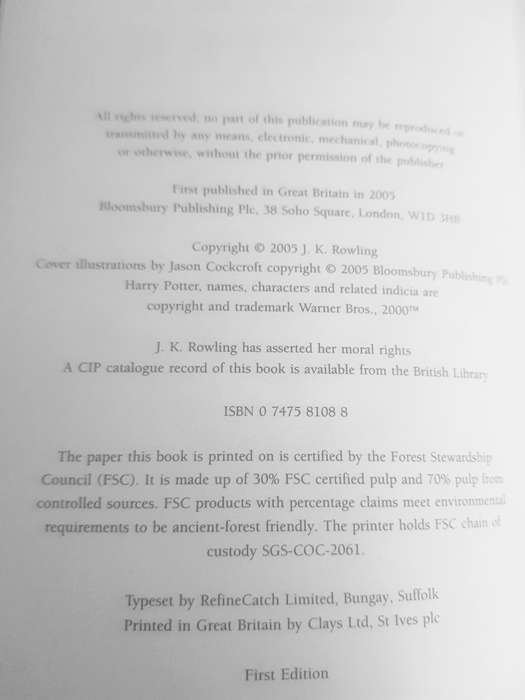 All rights reserved; no part of this publication may be reproduced or
transmitted by any means, electronic, mechanical, photocopying
or otherwise, without the prior permission of the publisher
First published in Great Britain in 2005
Bloomsbury Publishing Plc, 38 Soho Square, London, W1D 3HB
Copyright © 2005 J. K. Rowling
Cover illustrations by Jason Cockcroft copyright © 2005 Bloomsbury Publishing Plc
Harry Potter, names, characters and related indicia are
copyright and trademark Warner Bros., 2000™
J. K. Rowling has asserted her moral rights
A CIP catalogue record of this book is available from the British Library
ISBN 0 7475 8108 8
The paper this book is printed on is certified by the Forest Stewardship
Council (FSC). It is made up of 30% FSC certified pulp and 70% pulp from
controlled sources. FSC products with percentage claims meet environmental
requirements to be ancient-forest friendly. The printer holds FSC chain of
custody SGS-COC-2061.
Typeset by RefineCatch Limited, Bungay, Suffolk
Printed in Great Britain by Clays Ltd, St Ives plc
First Edition